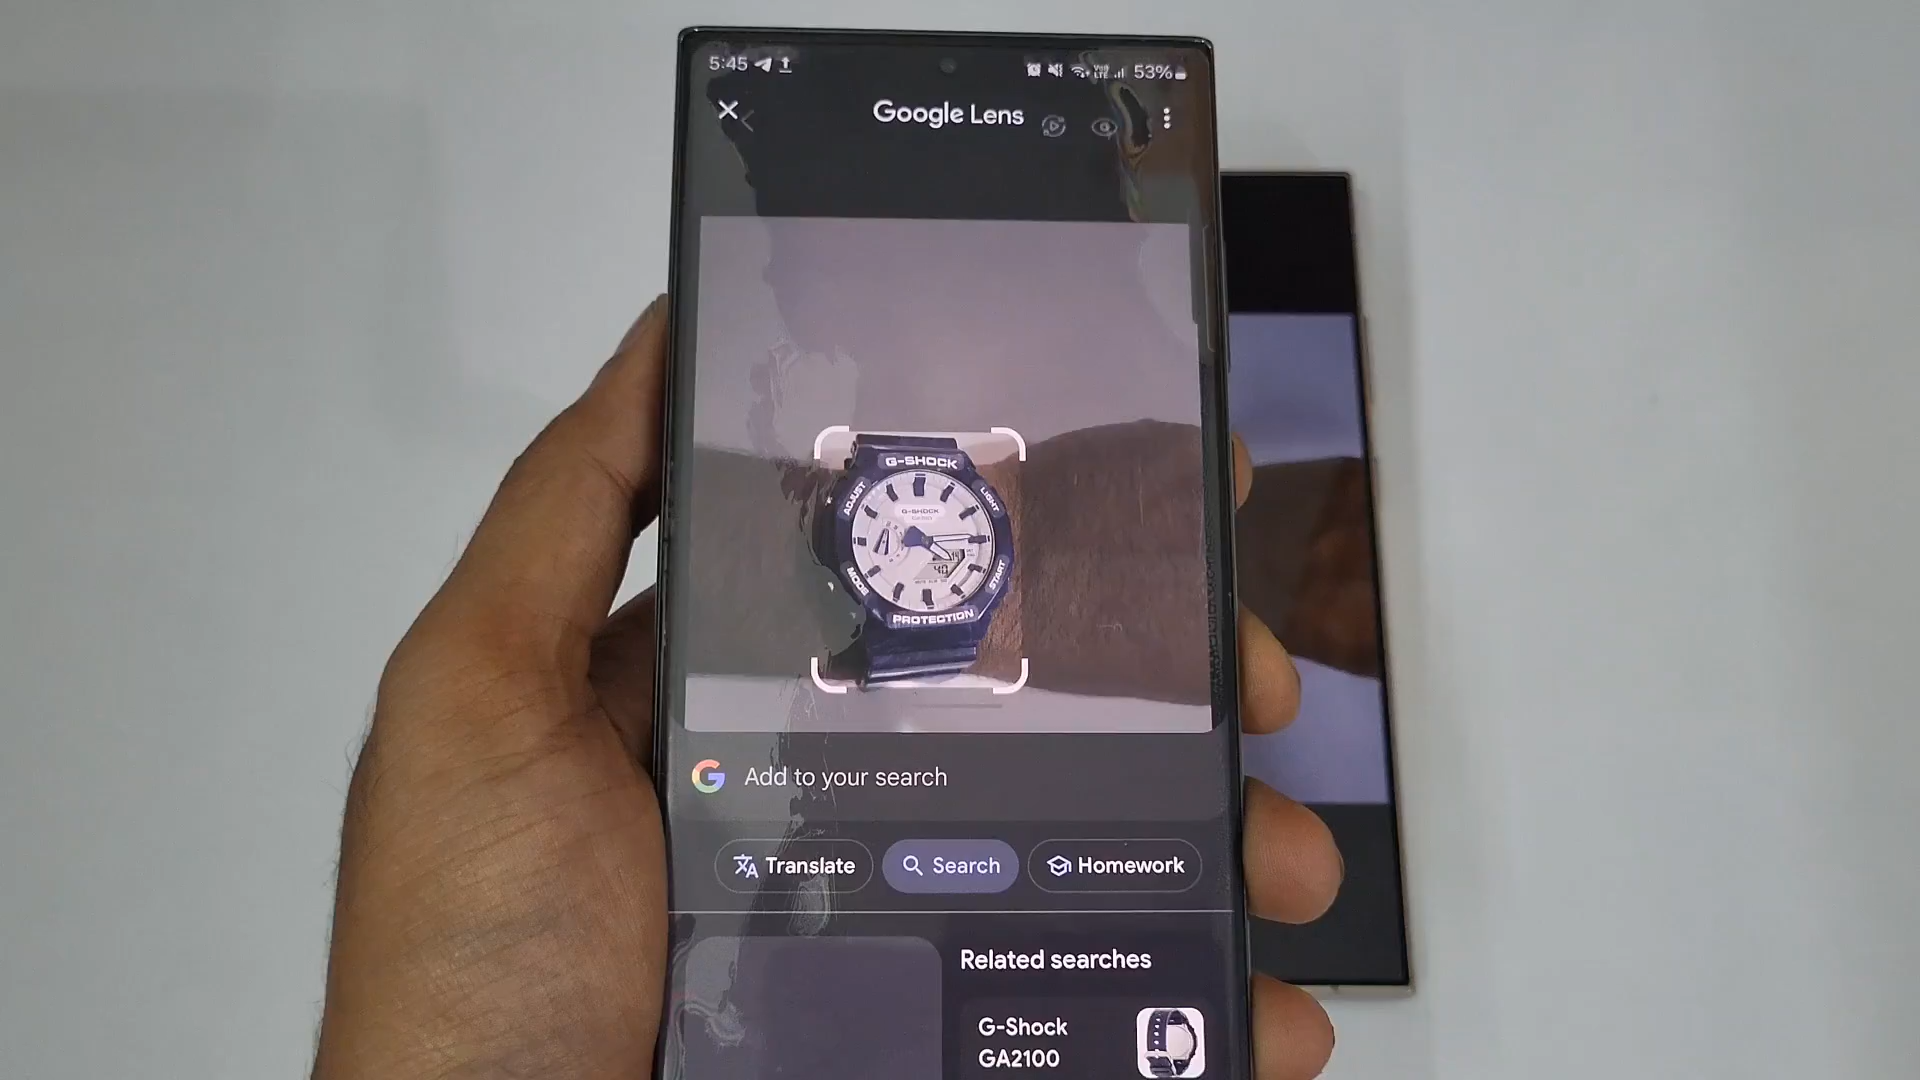 5:45
53%
Google Lens
G-SHOCK
ADJUST
LIGHT
G-SHOCK
40
MODE
START
PROTECTION
Add to your search
Translate
Search
Homework
Related searches
G-Shock
GA2100